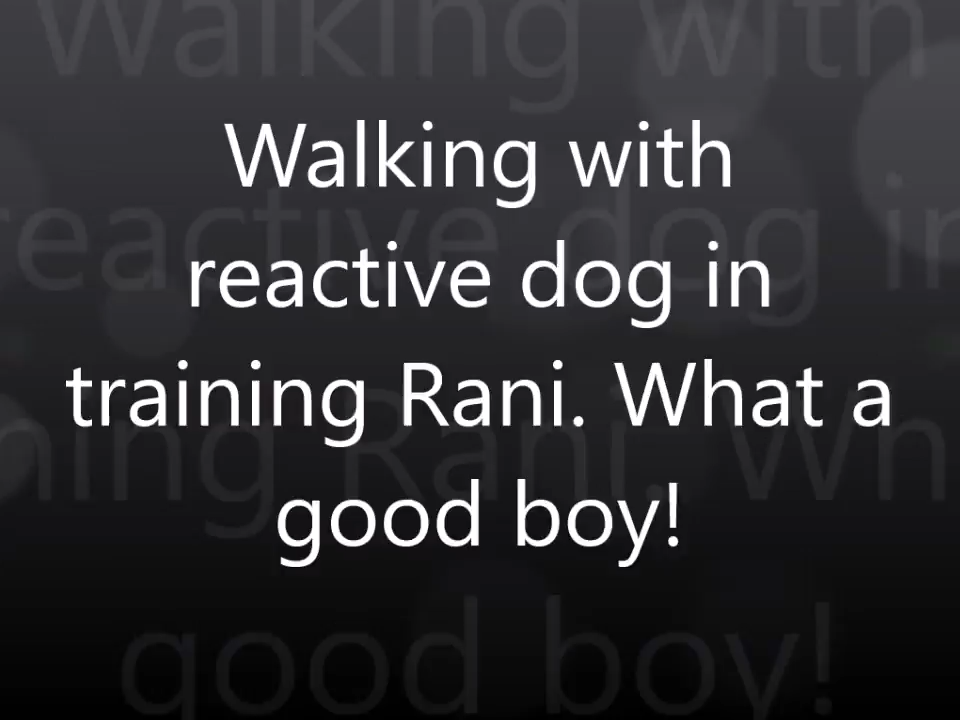 Walking with
reactive dog in
training Rani. What a
good boy!